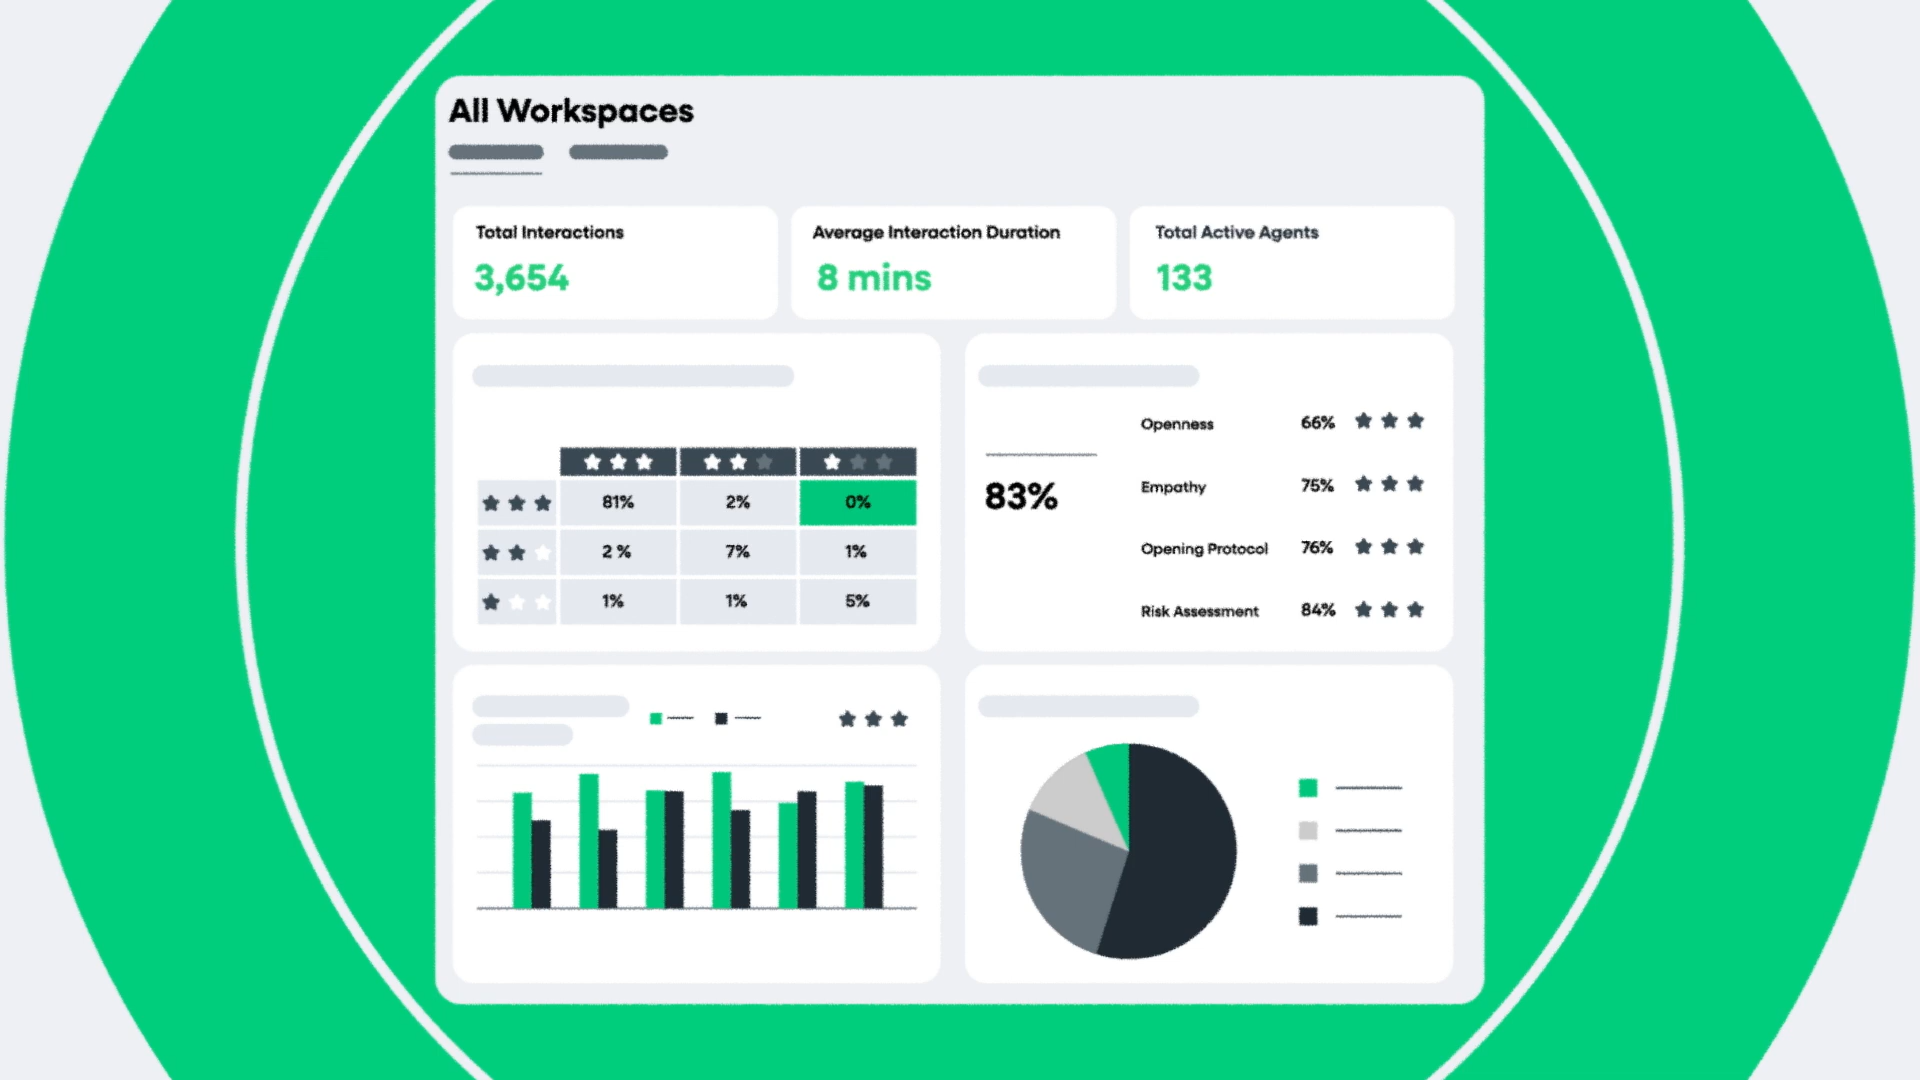 All Workspaces
Total Interactions
3,654
Average Interaction Duration
8 mins
Total Active Agents
133
81% 2% 0%
2 % 7% 1%
1% 1% 5%
83%
Openness 66%
Empathy 75%
Opening Protocol 76%
Risk Assessment 84%